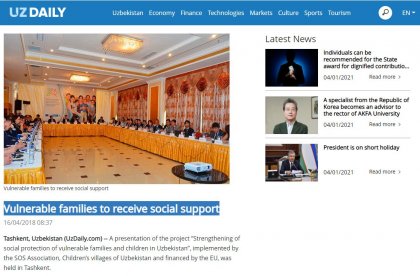 UZDAILY
Uzbekistan Economy Finance Technologies Markets Culture Sports Tourism
EN
Vulnerable families to receive social support
Vulnerable families to receive social support
16/04/2018 08:37
Tashkent, Uzbekistan (UzDaily.com) -- A presentation of the project "Strengthening of
social protection of vulnerable families and children in Uzbekistan", implemented by
the SOS Association, Children's villages of Uzbekistan and financed by the EU, was
held in Tashkent.
Latest News
Individuals can be
recommended for the State
award for dignified contributio...
04/01/2021 Read more
A specialist from the Republic of
Korea becomes an advisor to
the rector of AKFA University
04/01/2021 Read more
President is on short holiday
04/01/2021 Read more